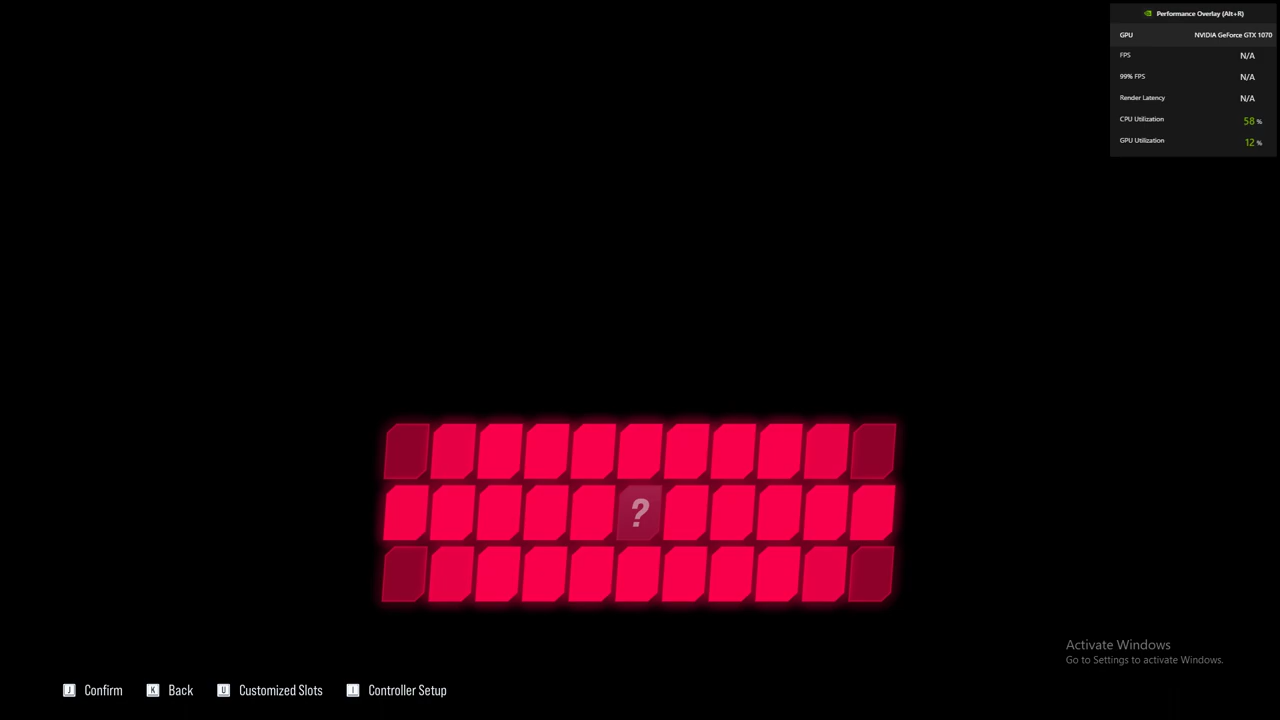 Performance Overlay (Alt+R)
GPU NVIDIA GeForce GTX 1070
FPS N/A
99% FPS N/A
Render Latency N/A
CPU Utilization 58 %
GPU Utilization 12 %
?
Activate Windows
Go to Settings to activate Windows.
J Confirm K Back U Customized Slots I Controller Setup